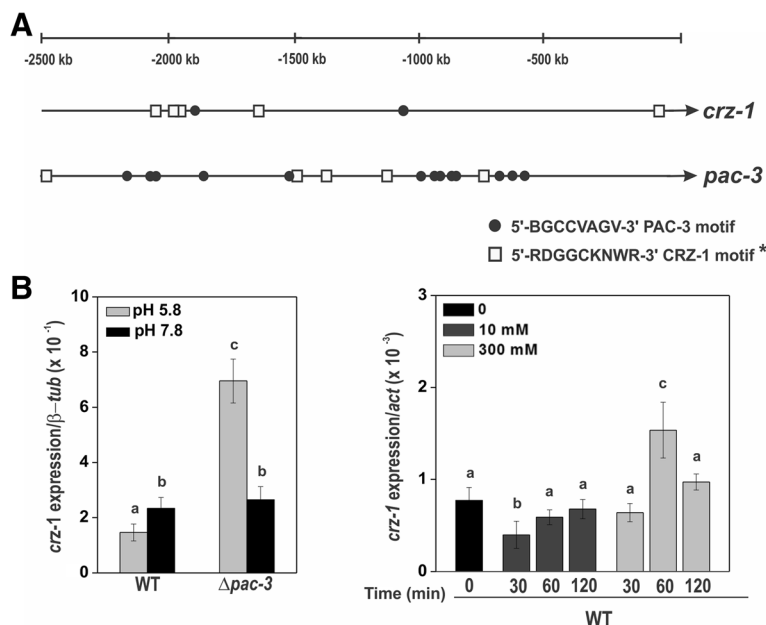 A
-2500 kb -2000 kb -1500 kb -1000 kb -500 kb
crz-1
pac-3
5'-BGCCVAGV-3' PAC-3 motif
5'-RDGGCKNWR-3' CRZ-1 motif *
B
crz-1 expression/β-tub (x 10 -1)
10
8
6
4
2
0
pH 5.8
pH 7.8
a b c b
WT Δpac-3
crz-1 expression/act (x 10 -3)
3
2
1
0
0
10 mM
300 mM
a b a a a c a
Time (min) 0 30 60 120 30 60 120
WT